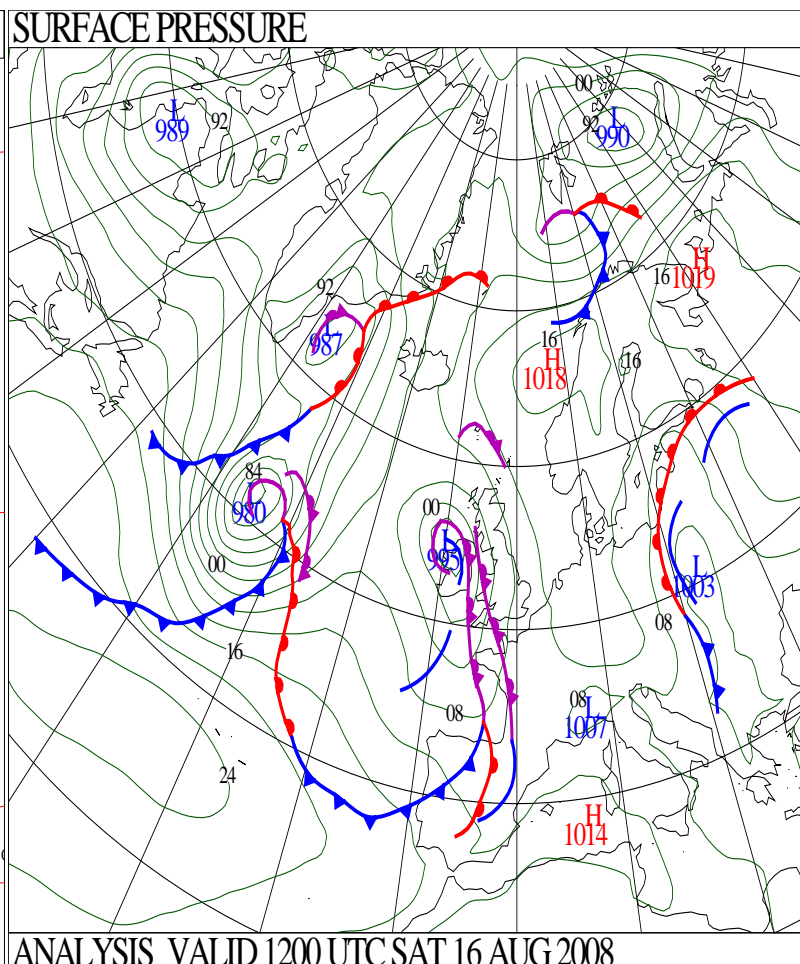 SURFACE PRESSURE
00
L
989
92
92
L
990
H
1019
16
92
L
987
16
H
1018
16
84
L
980
00
L
995
00
L
1003
08
16
08
08
L
1007
24
H
1014
ANALYSIS VALID 1200 UTC SAT 16 AUG 2008